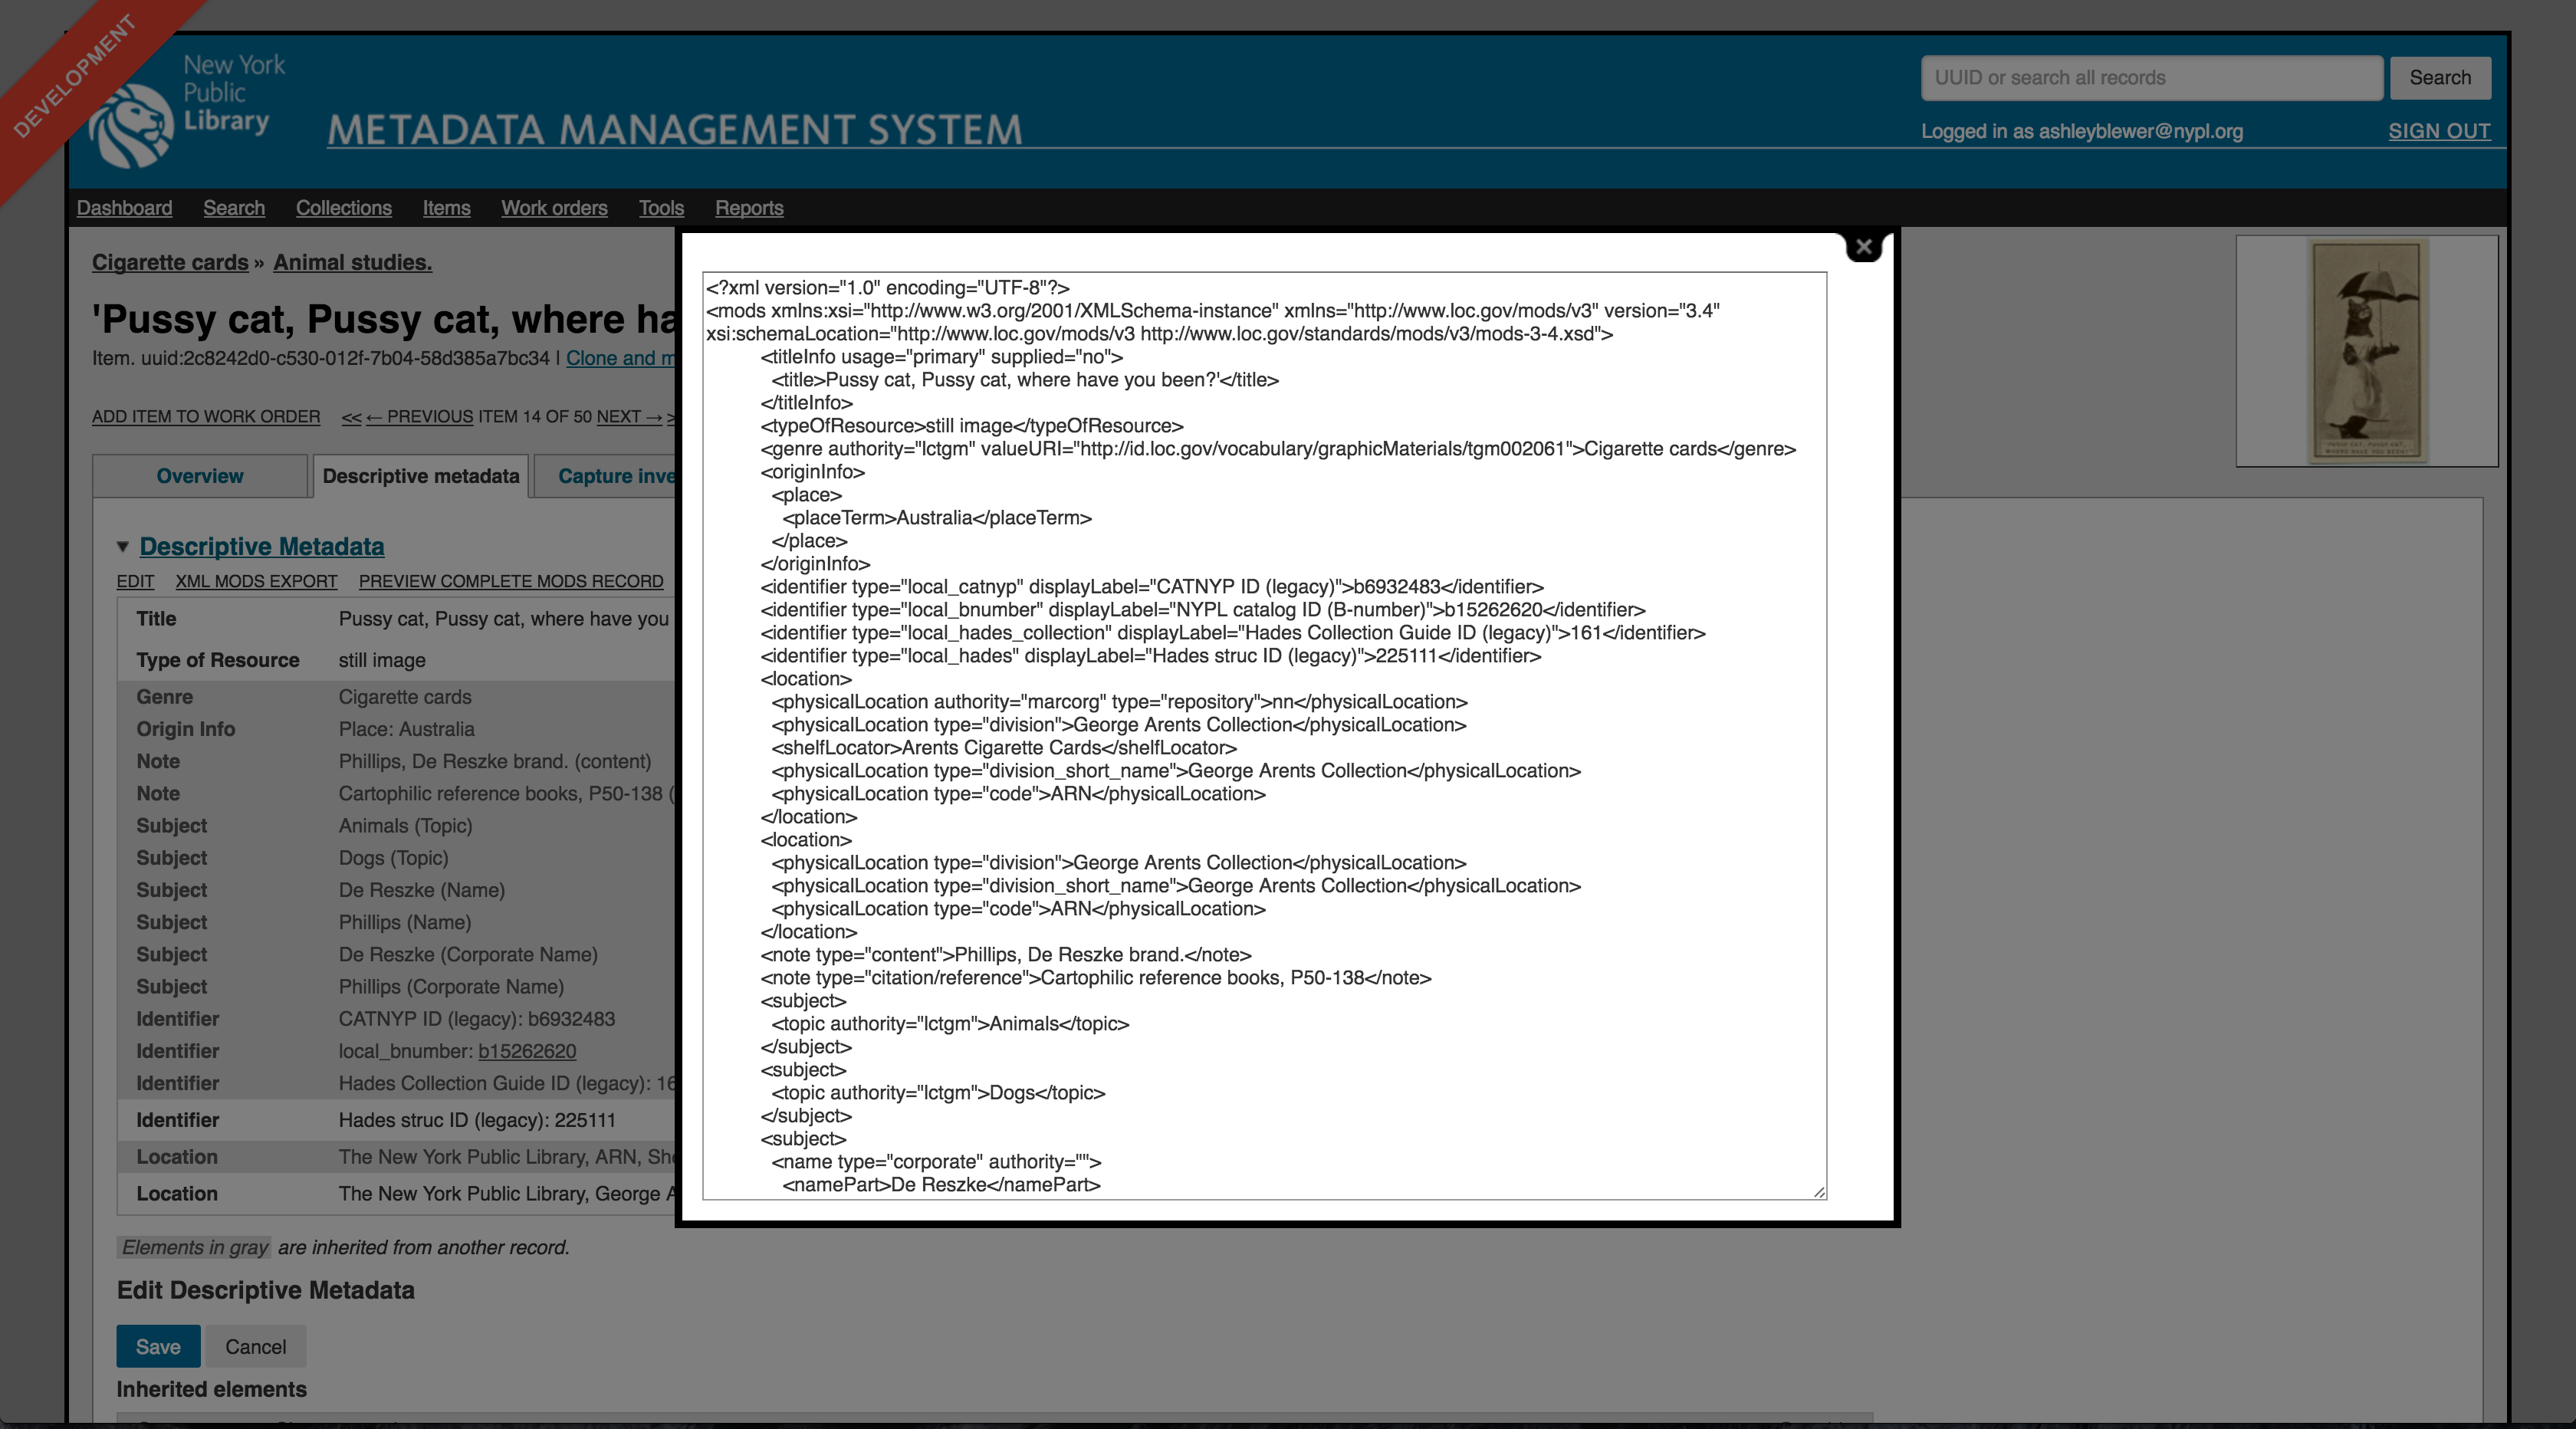 DEVELOPMENT
New York
Public
Library
METADATA MANAGEMENT SYSTEM
UUID or search all records
Search
Logged in as ashleyblewer@nypl.org
SIGN OUT
Dashboard Search Collections Items Work orders Tools Reports
Cigarette cards » Animal studies.
'Pussy cat, Pussy cat, where ha
Item. uuid:2c8242d0-c530-012f-7b04-58d385a7bc34 | Clone and m
ADD ITEM TO WORK ORDER << ← PREVIOUS ITEM 14 OF 50 NEXT → >
Overview Descriptive metadata Capture inve
▼ Descriptive Metadata
EDIT XML MODS EXPORT PREVIEW COMPLETE MODS RECORD
Title Pussy cat, Pussy cat, where have you
Type of Resource still image
Genre Cigarette cards
Origin Info Place: Australia
Note Phillips, De Reszke brand. (content)
Note Cartophilic reference books, P50-138 (
Subject Animals (Topic)
Subject Dogs (Topic)
Subject De Reszke (Name)
Subject Phillips (Name)
Subject De Reszke (Corporate Name)
Subject Phillips (Corporate Name)
Identifier CATNYP ID (legacy): b6932483
Identifier local_bnumber: b15262620
Identifier Hades Collection Guide ID (legacy): 16
Identifier Hades struc ID (legacy): 225111
Location The New York Public Library, ARN, She
Location The New York Public Library, George A
Elements in gray are inherited from another record.
Edit Descriptive Metadata
Save Cancel
Inherited elements
<?xml version="1.0" encoding="UTF-8"?>
<mods xmlns:xsi="http://www.w3.org/2001/XMLSchema-instance" xmlns="http://www.loc.gov/mods/v3" version="3.4"
xsi:schemaLocation="http://www.loc.gov/mods/v3 http://www.loc.gov/standards/mods/v3/mods-3-4.xsd">
<titleInfo usage="primary" supplied="no">
<title>Pussy cat, Pussy cat, where have you been?'</title>
</titleInfo>
<typeOfResource>still image</typeOfResource>
<genre authority="lctgm" valueURI="http://id.loc.gov/vocabulary/graphicMaterials/tgm002061">Cigarette cards</genre>
<originInfo>
<place>
<placeTerm>Australia</placeTerm>
</place>
</originInfo>
<identifier type="local_catnyp" displayLabel="CATNYP ID (legacy)">b6932483</identifier>
<identifier type="local_bnumber" displayLabel="NYPL catalog ID (B-number)">b15262620</identifier>
<identifier type="local_hades_collection" displayLabel="Hades Collection Guide ID (legacy)">161</identifier>
<identifier type="local_hades" displayLabel="Hades struc ID (legacy)">225111</identifier>
<location>
<physicalLocation authority="marcorg" type="repository">nn</physicalLocation>
<physicalLocation type="division">George Arents Collection</physicalLocation>
<shelfLocator>Arents Cigarette Cards</shelfLocator>
<physicalLocation type="division_short_name">George Arents Collection</physicalLocation>
<physicalLocation type="code">ARN</physicalLocation>
</location>
<location>
<physicalLocation type="division">George Arents Collection</physicalLocation>
<physicalLocation type="division_short_name">George Arents Collection</physicalLocation>
<physicalLocation type="code">ARN</physicalLocation>
</location>
<note type="content">Phillips, De Reszke brand.</note>
<note type="citation/reference">Cartophilic reference books, P50-138</note>
<subject>
<topic authority="lctgm">Animals</topic>
</subject>
<subject>
<topic authority="lctgm">Dogs</topic>
</subject>
<subject>
<name type="corporate" authority="">
<namePart>De Reszke</namePart>
"PUSSY CAT, PUSSY CAT,
WHERE HAVE YOU BEEN?"